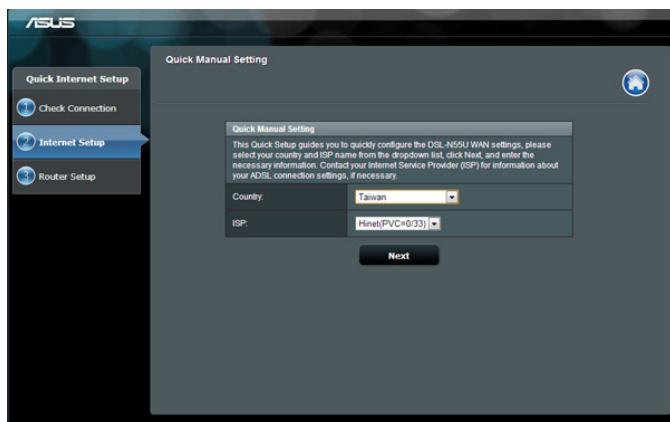 ASUS
Quick Internet Setup
1 Check Connection
2 Internet Setup
3 Router Setup
Quick Manual Setting
Quick Manual Setting
This Quick Setup guides you to quickly configure the DSL-N55U WAN settings, please
select your country and ISP name from the dropdown list, click Next, and enter the
necessary information. Contact your Internet Service Provider (ISP) for information about
your ADSL connection settings, if necessary.
Country: Taiwan
ISP: Hinet(PVC=0/33)
Next